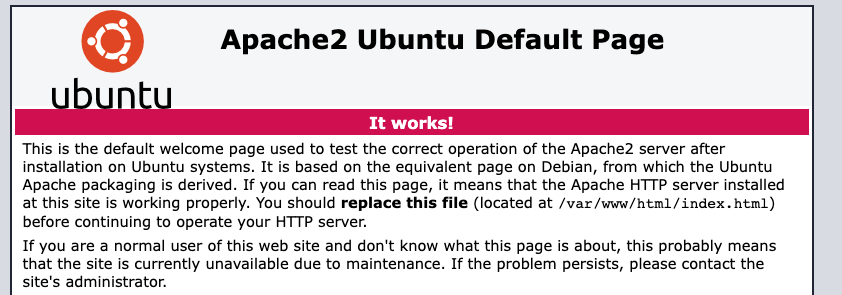 Apache2 Ubuntu Default Page
ubuntu
It works!
This is the default welcome page used to test the correct operation of the Apache2 server after
installation on Ubuntu systems. It is based on the equivalent page on Debian, from which the Ubuntu
Apache packaging is derived. If you can read this page, it means that the Apache HTTP server installed
at this site is working properly. You should replace this file (located at /var/www/html/index.html)
before continuing to operate your HTTP server.
If you are a normal user of this web site and don't know what this page is about, this probably means
that the site is currently unavailable due to maintenance. If the problem persists, please contact the
site's administrator.